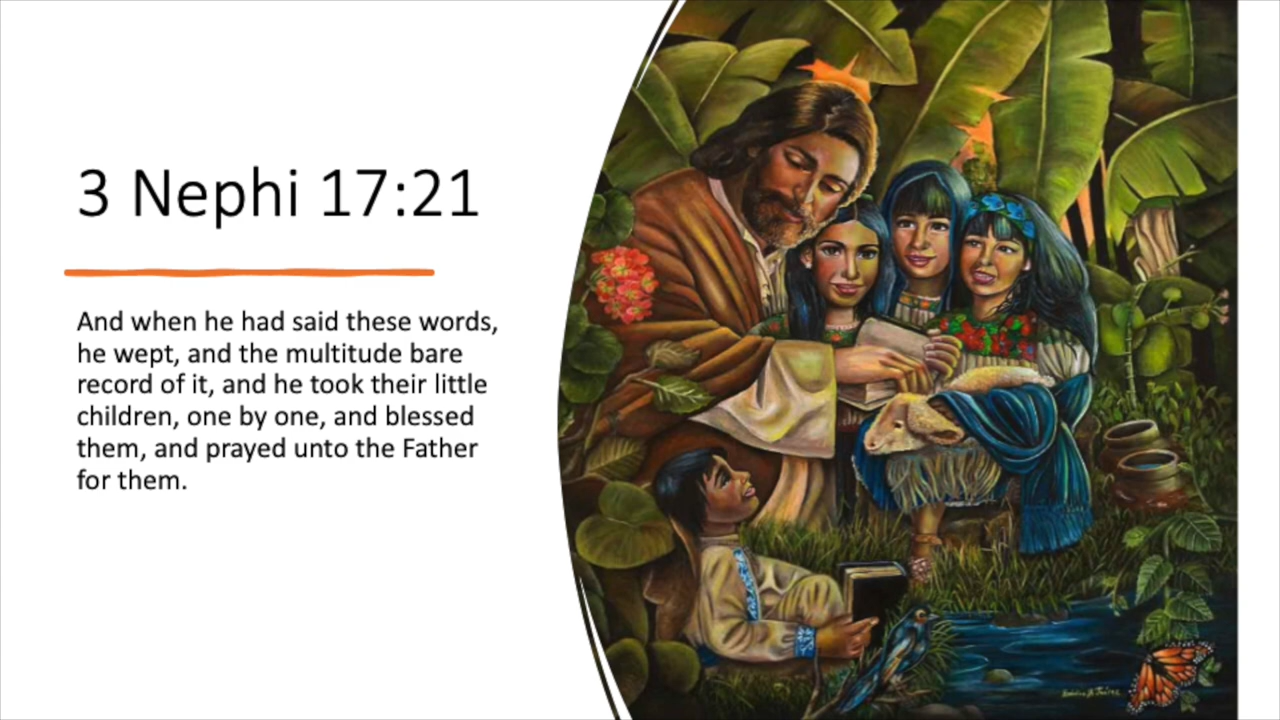 3 Nephi 17:21
And when he had said these words,
he wept, and the multitude bare
record of it, and he took their little
children, one by one, and blessed
them, and prayed unto the Father
for them.